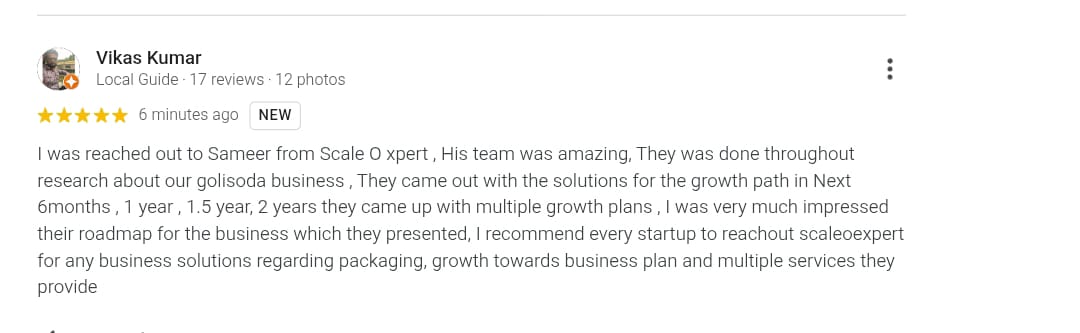 Vikas Kumar
Local Guide · 17 reviews · 12 photos
6 minutes ago NEW
I was reached out to Sameer from Scale O xpert , His team was amazing, They was done throughout
research about our golisoda business , They came out with the solutions for the growth path in Next
6months , 1 year , 1.5 year, 2 years they came up with multiple growth plans , I was very much impressed
their roadmap for the business which they presented, I recommend every startup to reachout scaleoexpert
for any business solutions regarding packaging, growth towards business plan and multiple services they
provide